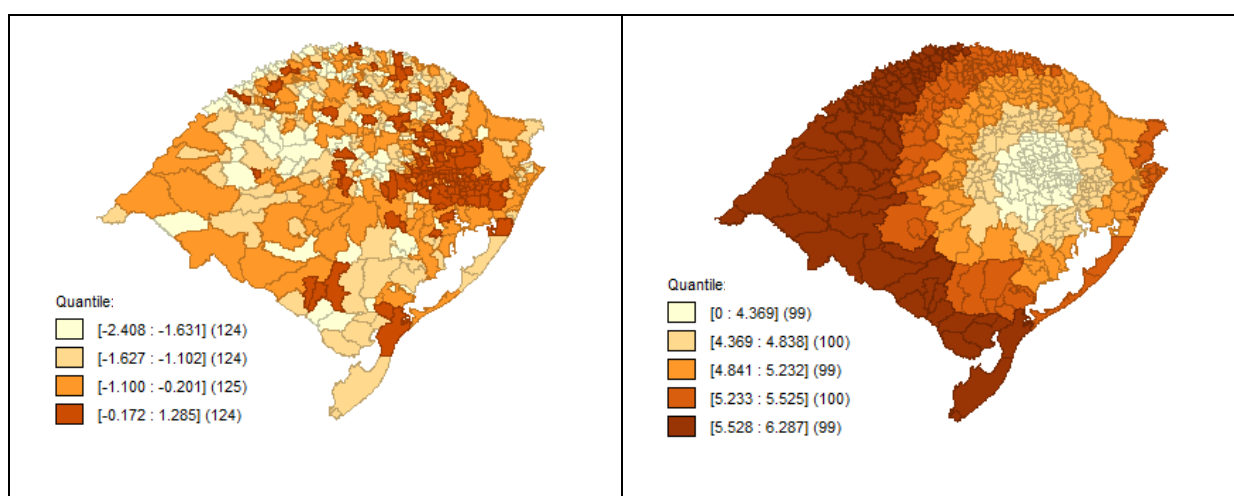 Quantile:
[-2.408 : -1.631] (124)
[-1.627 : -1.102] (124)
[-1.100 : -0.201] (125)
[-0.172 : 1.285] (124)
Quantile:
[0 : 4.369] (99)
[4.369 : 4.838] (100)
[4.841 : 5.232] (99)
[5.233 : 5.525] (100)
[5.528 : 6.287] (99)